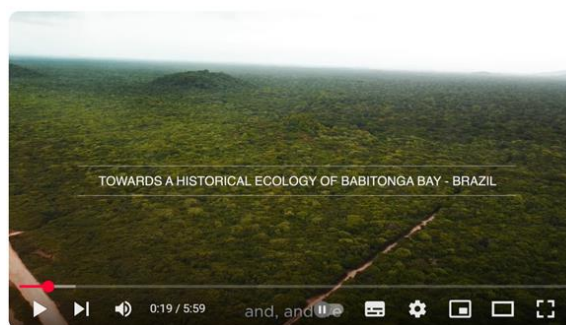 TOWARDS A HISTORICAL ECOLOGY OF BABITONGA BAY - BRAZIL
0:19 / 5:59
and, and